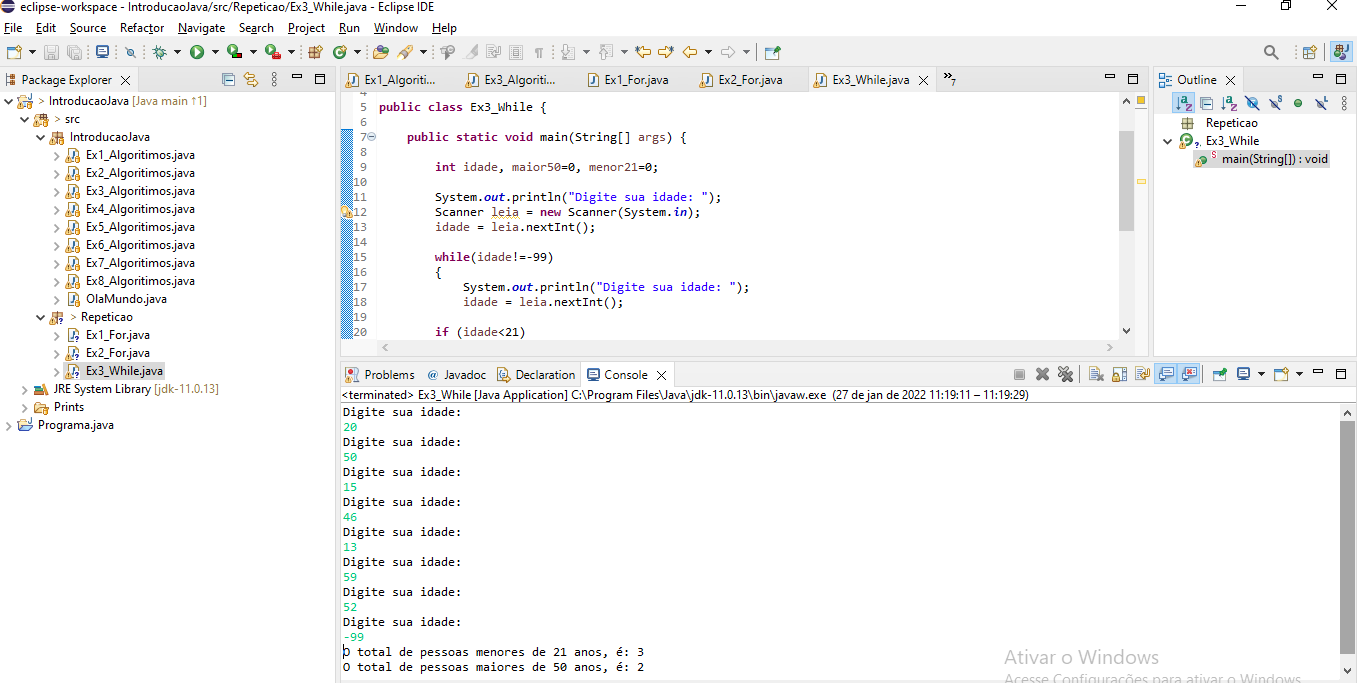 eclipse-workspace - IntroducaoJava/src/Repeticao/Ex3_While.java - Eclipse IDE
File Edit Source Refactor Navigate Search Project Run Window Help
Package Explorer
> IntroducaoJava [Java main ↑1]
> src
IntroducaoJava
Ex1_Algoritimos.java
Ex2_Algoritimos.java
Ex3_Algoritimos.java
Ex4_Algoritimos.java
Ex5_Algoritimos.java
Ex6_Algoritimos.java
Ex7_Algoritimos.java
Ex8_Algoritimos.java
OlaMundo.java
> Repeticao
Ex1_For.java
Ex2_For.java
Ex3_While.java
JRE System Library [jdk-11.0.13]
Prints
Programa.java
Ex1_Algoriti... Ex3_Algoriti... Ex1_For.java Ex2_For.java Ex3_While.java »7
4
5 public class Ex3_While {
6
7 public static void main(String[] args) {
8
9 int idade, maior50=0, menor21=0;
10
11 System.out.println("Digite sua idade: ");
12 Scanner leia = new Scanner(System.in);
13 idade = leia.nextInt();
14
15 while(idade!=-99)
16 {
17 System.out.println("Digite sua idade: ");
18 idade = leia.nextInt();
19
20 if (idade<21)
Outline
Repeticao
Ex3_While
main(String[]) : void
Problems Javadoc Declaration Console
<terminated> Ex3_While [Java Application] C:\Program Files\Java\jdk-11.0.13\bin\javaw.exe (27 de jan de 2022 11:19:11 – 11:19:29)
Digite sua idade:
20
Digite sua idade:
50
Digite sua idade:
15
Digite sua idade:
46
Digite sua idade:
13
Digite sua idade:
59
Digite sua idade:
52
Digite sua idade:
-99
O total de pessoas menores de 21 anos, é: 3
O total de pessoas maiores de 50 anos, é: 2
Ativar o Windows
Acesse Configurações para ativar o Windows.